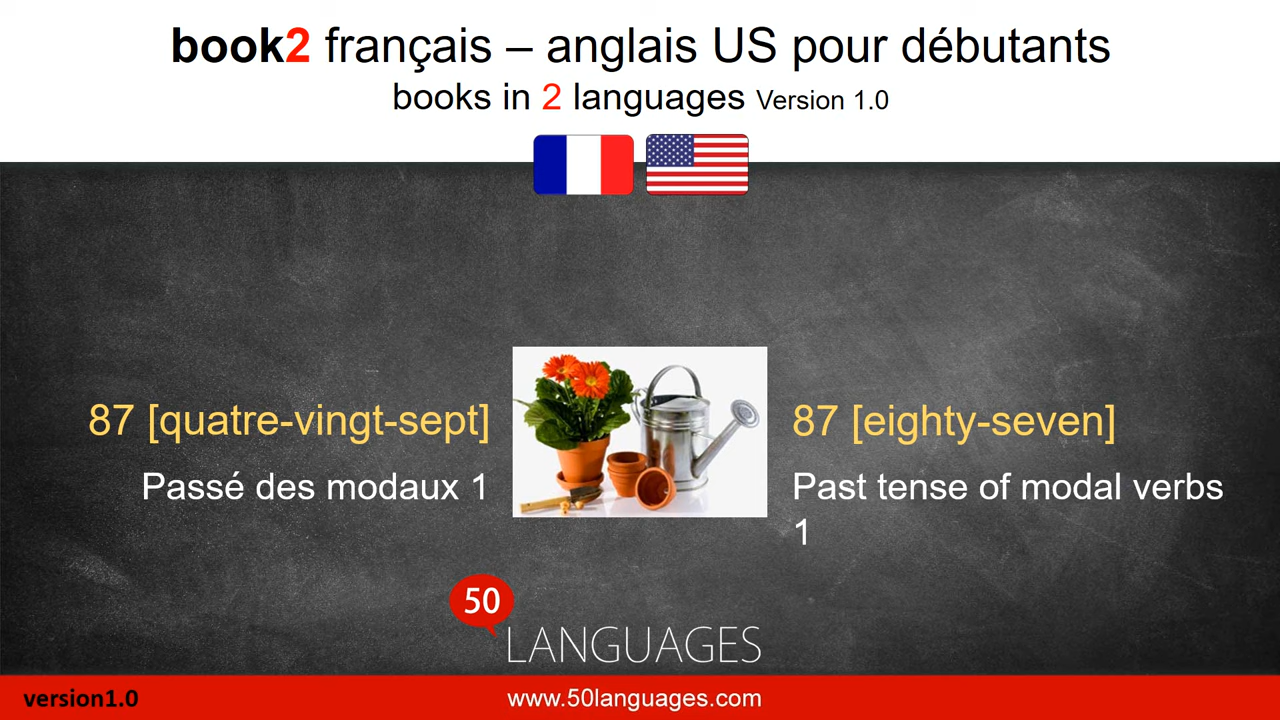 book2 français – anglais US pour débutants
books in 2 languages Version 1.0
87 [quatre-vingt-sept]
Passé des modaux 1
87 [eighty-seven]
Past tense of modal verbs
1
50
LANGUAGES
version1.0
www.50languages.com